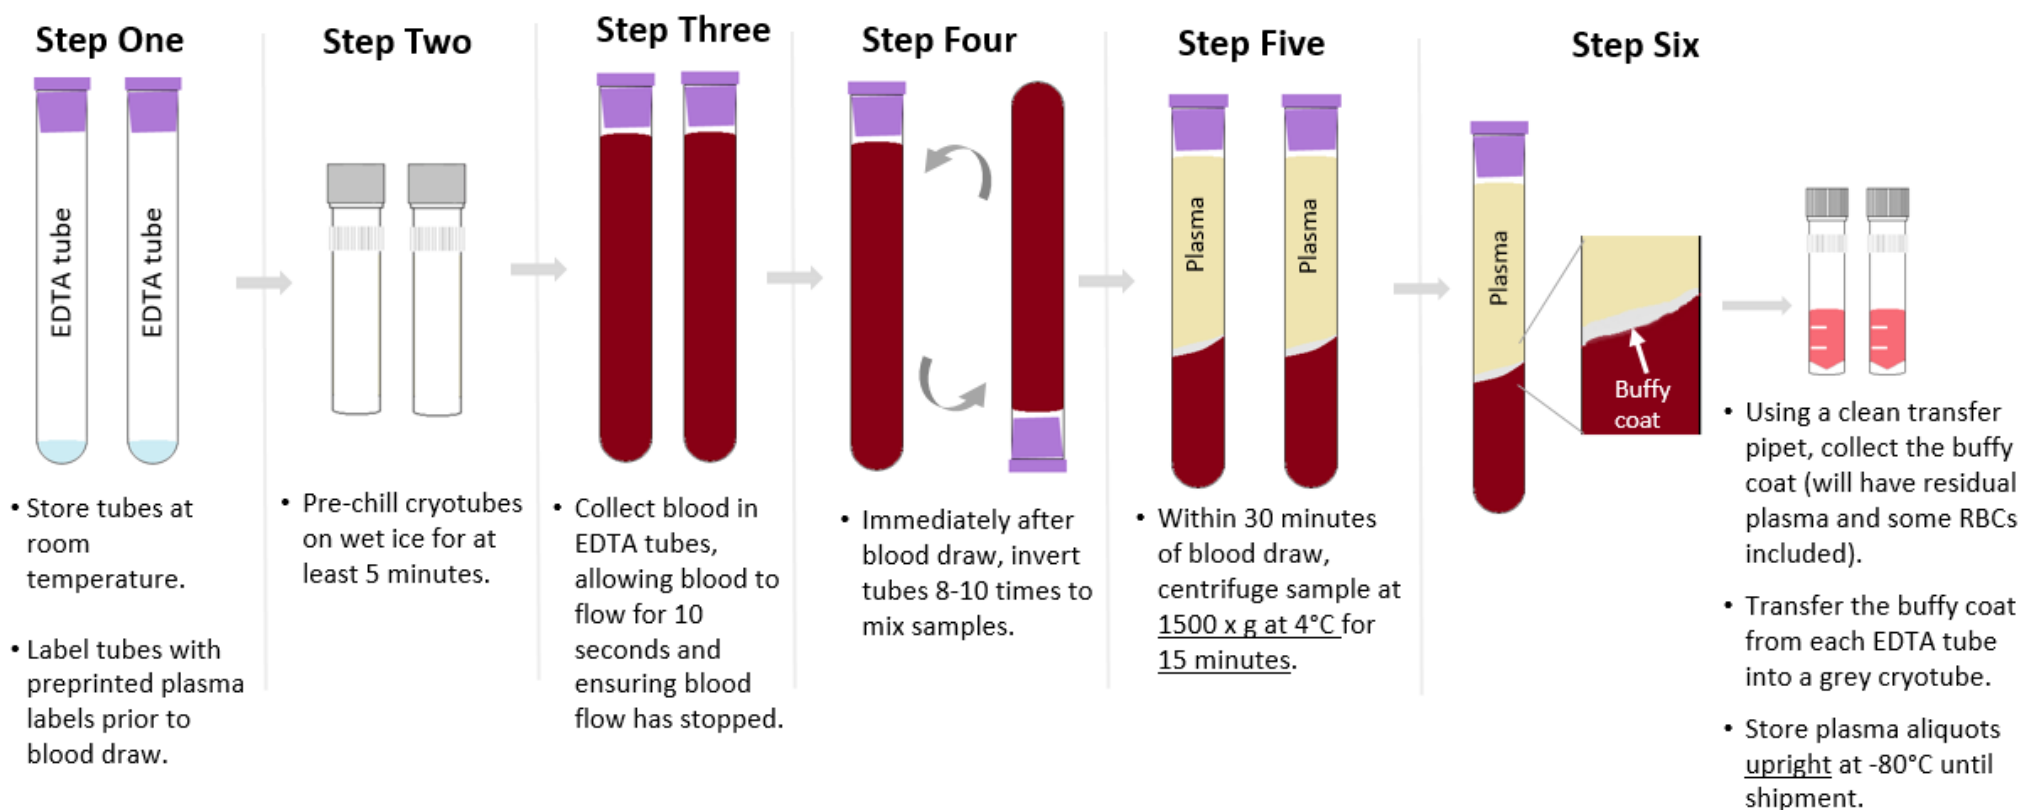 Step One
EDTA tube
EDTA tube
• Store tubes at
room
temperature.
• Label tubes with
preprinted plasma
labels prior to
blood draw.
Step Two
• Pre-chill cryotubes
on wet ice for at
least 5 minutes.
Step Three
• Collect blood in
EDTA tubes,
allowing blood to
flow for 10
seconds and
ensuring blood
flow has stopped.
Step Four
• Immediately after
blood draw, invert
tubes 8-10 times to
mix samples.
Step Five
Plasma
Plasma
• Within 30 minutes
of blood draw,
centrifuge sample at
1500 x g at 4°C for
15 minutes.
Step Six
Plasma
Buffy
coat
• Using a clean transfer
pipet, collect the buffy
coat (will have residual
plasma and some RBCs
included).
• Transfer the buffy coat
from each EDTA tube
into a grey cryotube.
• Store plasma aliquots
upright at -80°C until
shipment.